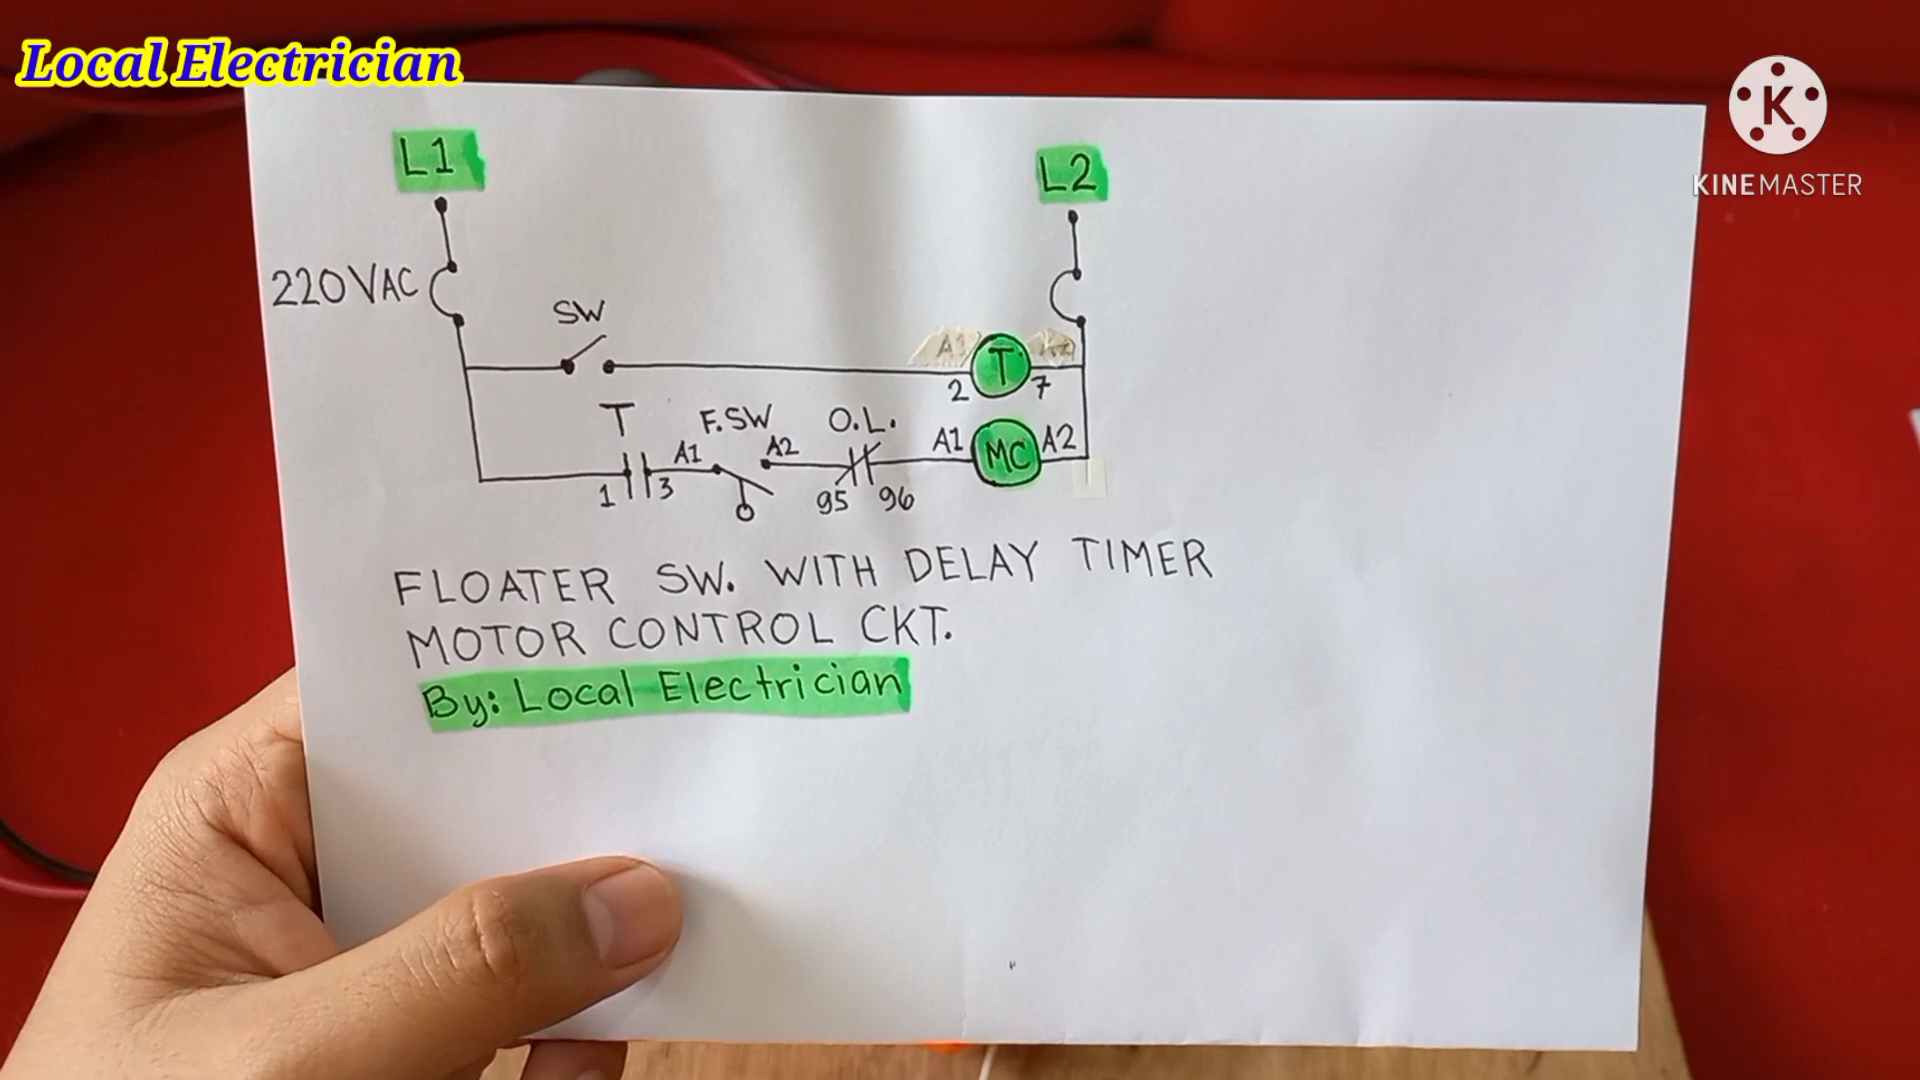 Local Electrician
K
KINEMASTER
L1
L2
220VAC
SW
A1
T
2
7
T
F.SW
O.L.
A1
A2
A1
MC
A2
1
3
95
96
FLOATER SW. WITH DELAY TIMER
MOTOR CONTROL CKT.
By: Local Electrician